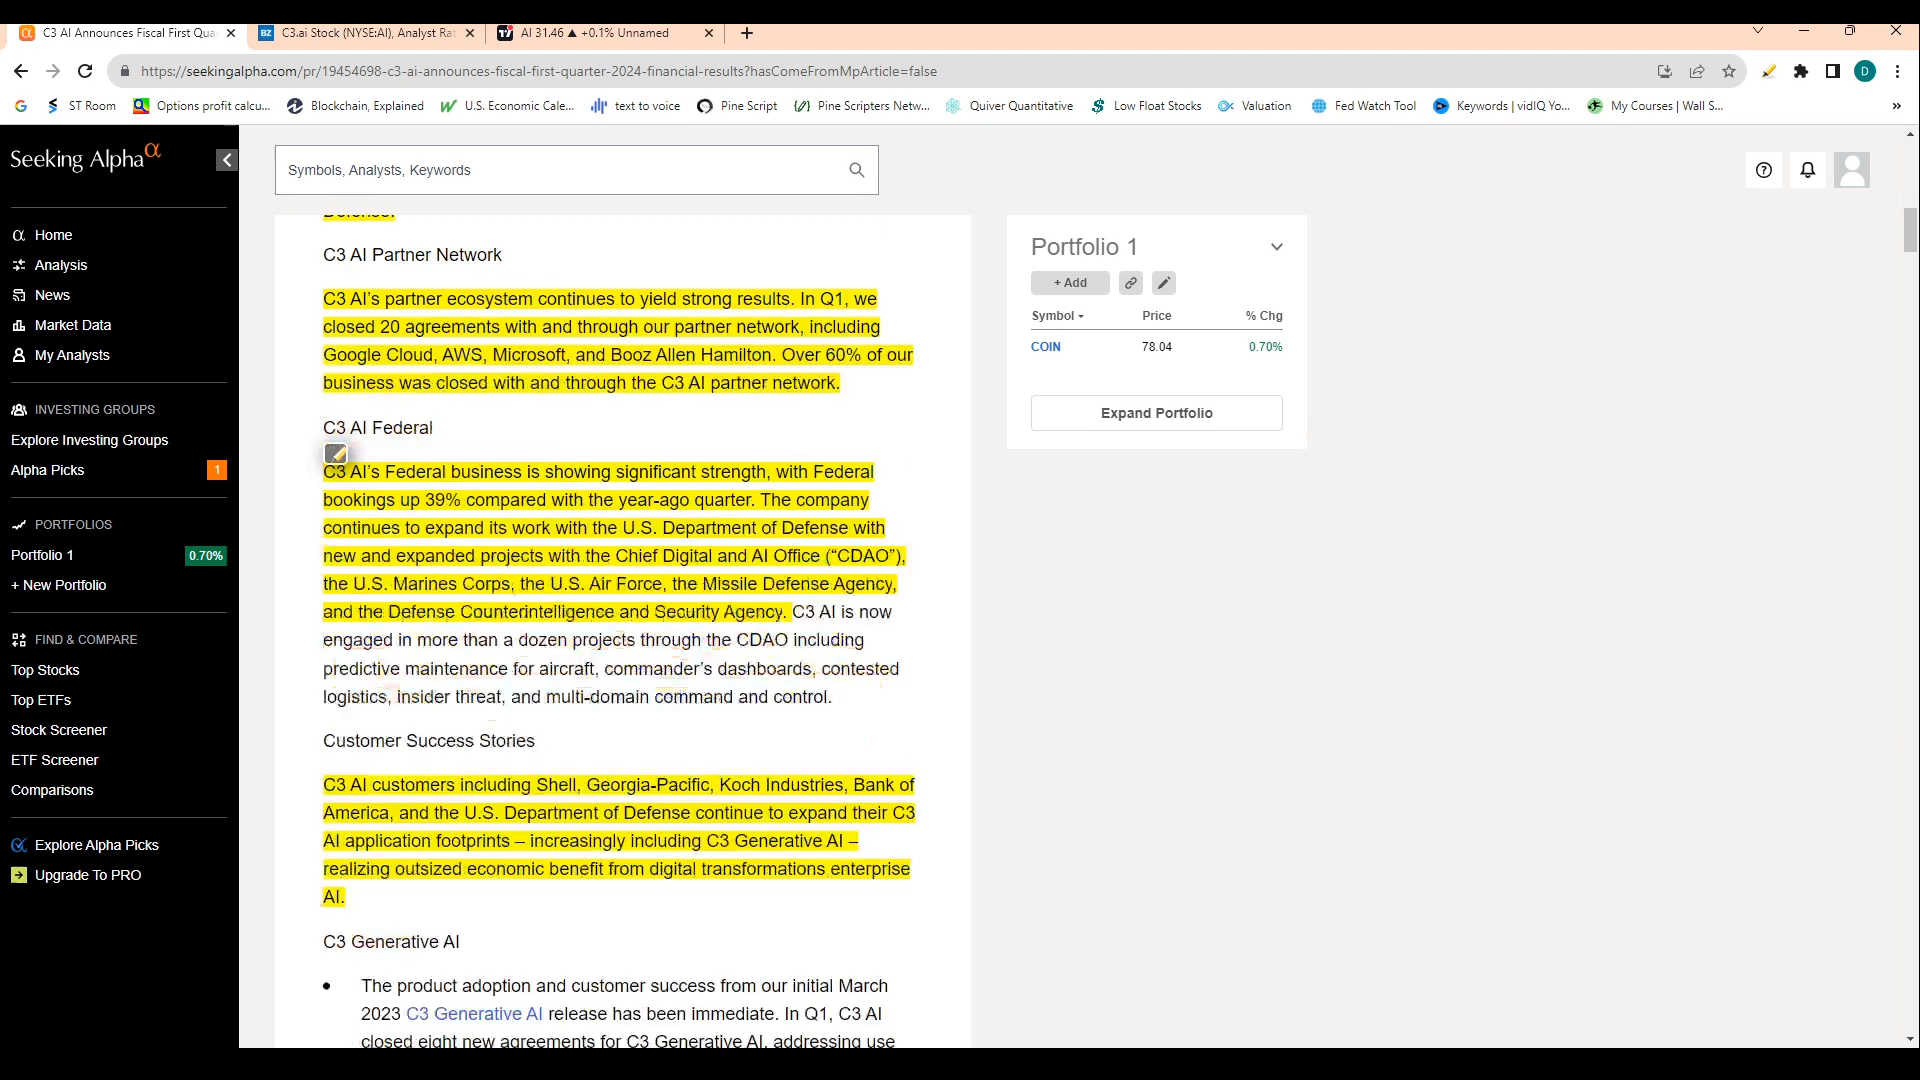 C3 AI Announces Fiscal First Qua
C3.ai Stock (NYSE:AI), Analyst Rat
AI 31.46 ▲ +0.1% Unnamed
https://seekingalpha.com/pr/19454698-c3-ai-announces-fiscal-first-quarter-2024-financial-results?hasComeFromMpArticle=false
D
ST Room
Options profit calcu...
Blockchain, Explained
U.S. Economic Cale...
text to voice
Pine Script
Pine Scripters Netw...
Quiver Quantitative
Low Float Stocks
Valuation
Fed Watch Tool
Keywords | vidIQ Yo...
My Courses | Wall S...
»
Seeking Alpha α
Symbols, Analysts, Keywords
Home
Analysis
News
Market Data
My Analysts
INVESTING GROUPS
Explore Investing Groups
Alpha Picks 1
PORTFOLIOS
Portfolio 1 0.70%
+ New Portfolio
FIND & COMPARE
Top Stocks
Top ETFs
Stock Screener
ETF Screener
Comparisons
Explore Alpha Picks
Upgrade To PRO
Defense.
C3 AI Partner Network
C3 AI’s partner ecosystem continues to yield strong results. In Q1, we
closed 20 agreements with and through our partner network, including
Google Cloud, AWS, Microsoft, and Booz Allen Hamilton. Over 60% of our
business was closed with and through the C3 AI partner network.
C3 AI Federal
C3 AI’s Federal business is showing significant strength, with Federal
bookings up 39% compared with the year-ago quarter. The company
continues to expand its work with the U.S. Department of Defense with
new and expanded projects with the Chief Digital and AI Office (“CDAO”),
the U.S. Marines Corps, the U.S. Air Force, the Missile Defense Agency,
and the Defense Counterintelligence and Security Agency. C3 AI is now
engaged in more than a dozen projects through the CDAO including
predictive maintenance for aircraft, commander’s dashboards, contested
logistics, insider threat, and multi-domain command and control.
Customer Success Stories
C3 AI customers including Shell, Georgia-Pacific, Koch Industries, Bank of
America, and the U.S. Department of Defense continue to expand their C3
AI application footprints – increasingly including C3 Generative AI –
realizing outsized economic benefit from digital transformations enterprise
AI.
C3 Generative AI
• The product adoption and customer success from our initial March
2023 C3 Generative AI release has been immediate. In Q1, C3 AI
closed eight new agreements for C3 Generative AI, addressing use
Portfolio 1
+ Add
Symbol Price % Chg
COIN 78.04 0.70%
Expand Portfolio